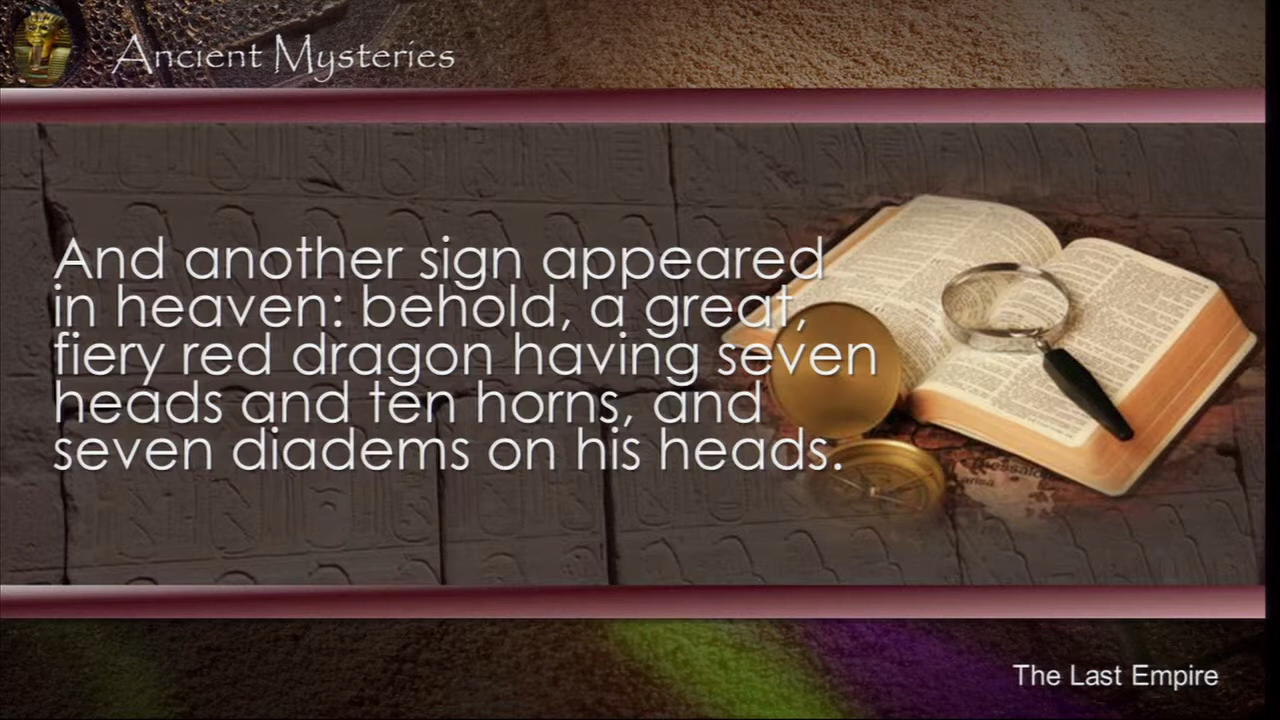 Ancient Mysteries
And another sign appeared
in heaven: behold, a great,
fiery red dragon having seven
heads and ten horns, and
seven diadems on his heads.
The Last Empire